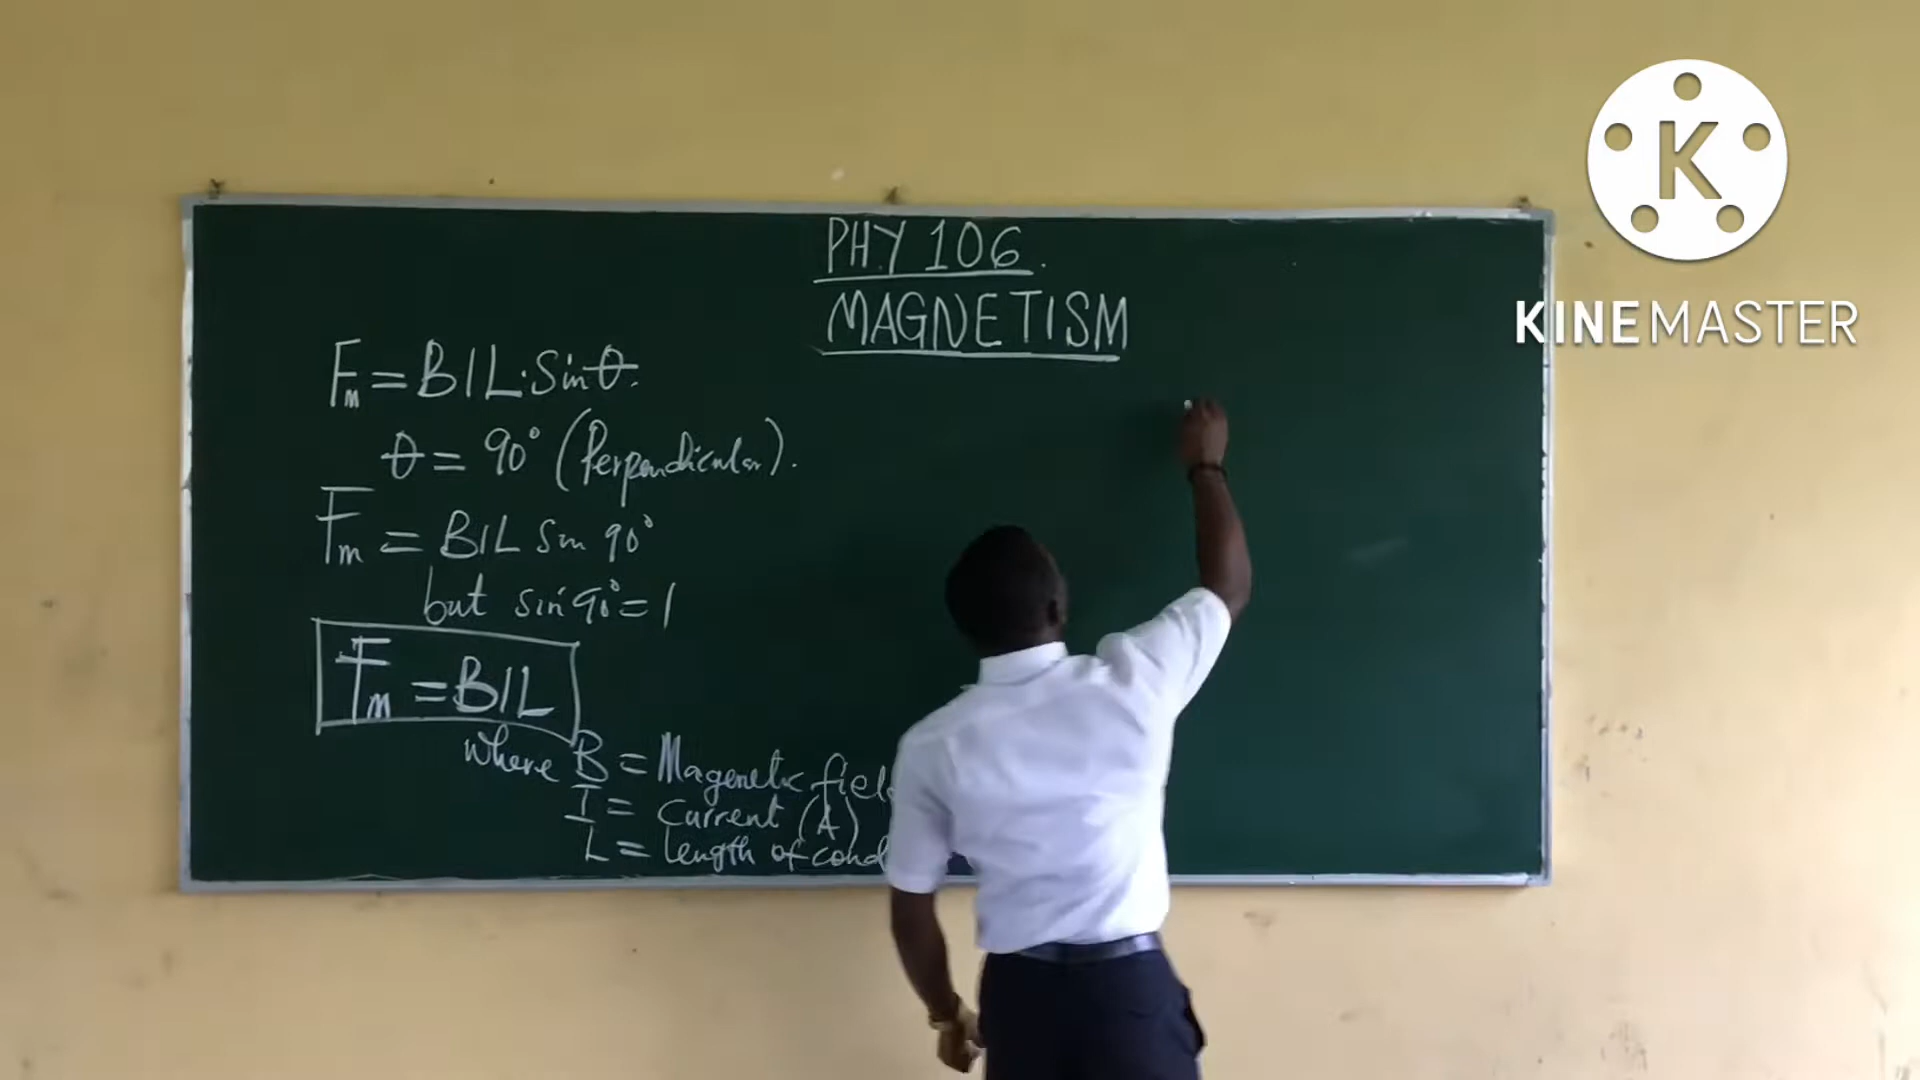 PHY 106.
MAGNETISM
Fm = BIL·Sinθ.
θ = 90° (Perpendicular).
Fm = BIL Sin 90°
but sin 90° = 1
Fm = BIL
where B = Magenetic field
I = Current (A)
L = length of cond
K
KINEMASTER